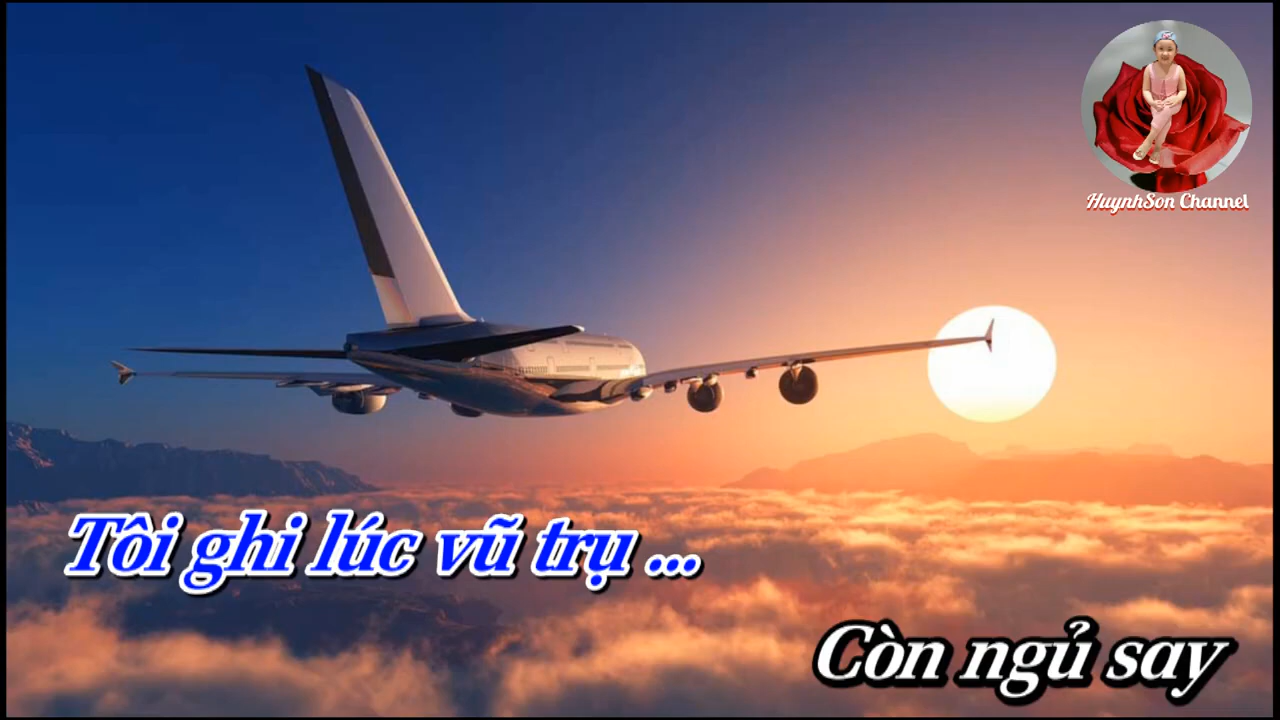 HuynhSon Channel
Tôi ghi lúc vũ trụ ...
Còn ngủ say